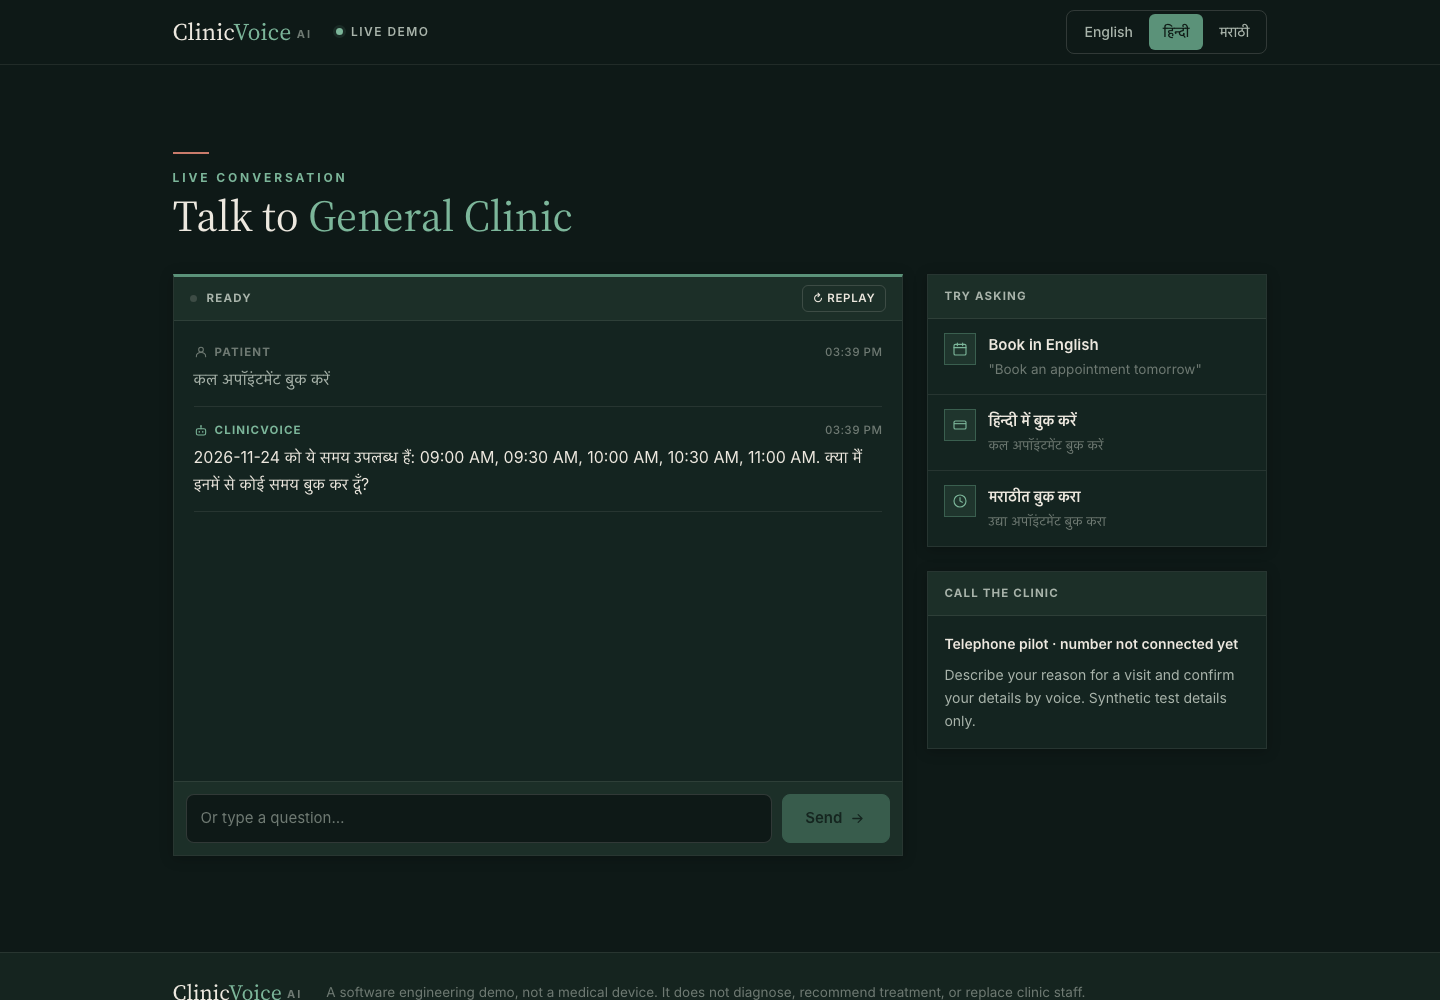 ClinicVoice AI
LIVE DEMO
English
हिन्दी
मराठी
LIVE CONVERSATION
Talk to General Clinic
READY
↻ REPLAY
PATIENT
03:39 PM
कल अपॉइंटमेंट बुक करें
CLINICVOICE
03:39 PM
2026-11-24 को ये समय उपलब्ध हैं: 09:00 AM, 09:30 AM, 10:00 AM, 10:30 AM, 11:00 AM. क्या मैं
इनमें से कोई समय बुक कर दूँ?
Or type a question...
Send →
TRY ASKING
Book in English
"Book an appointment tomorrow"
हिन्दी में बुक करें
कल अपॉइंटमेंट बुक करें
मराठीत बुक करा
उद्या अपॉइंटमेंट बुक करा
CALL THE CLINIC
Telephone pilot · number not connected yet
Describe your reason for a visit and confirm
your details by voice. Synthetic test details
only.
ClinicVoice AI
A software engineering demo, not a medical device. It does not diagnose, recommend treatment, or replace clinic staff.